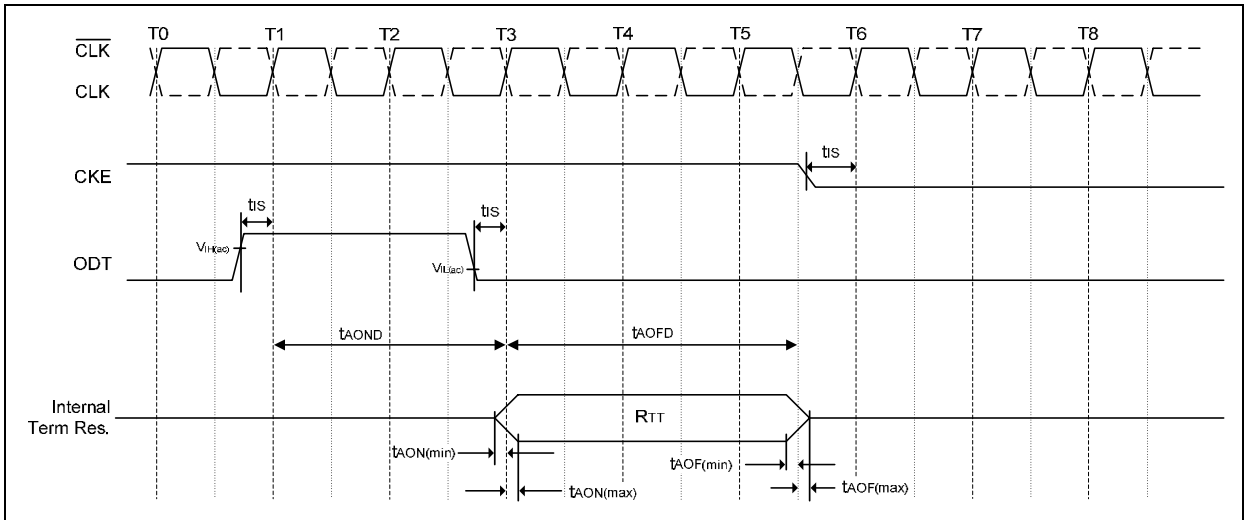 T0 T1 T2 T3 T4 T5 T6 T7 T8
CLK
CLK
tIS
CKE
tIS
tIS
VIH(ac)
VIL(ac)
ODT
tAOND
tAOFD
Internal
Term Res.
RTT
tAON(min)
tAOF(min)
tAON(max)
tAOF(max)